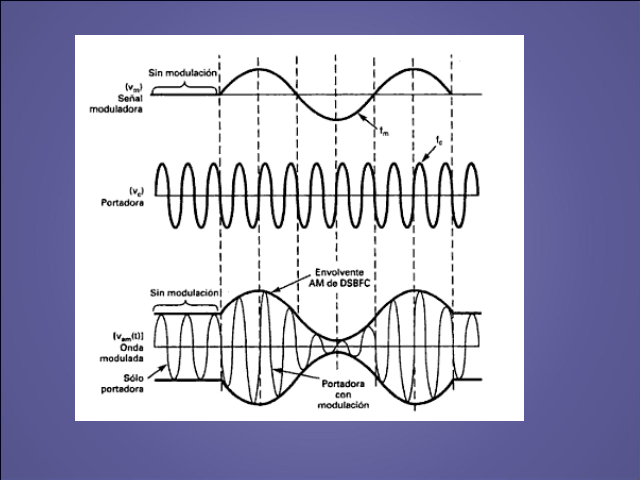 Sin modulación
(vm)
Señal
moduladora
fm
fc
(vc)
Portadora
Envolvente
AM de DSBFC
Sin modulación
[vam(t)]
Onda
modulada
Sólo
portadora
Portadora
con
modulación